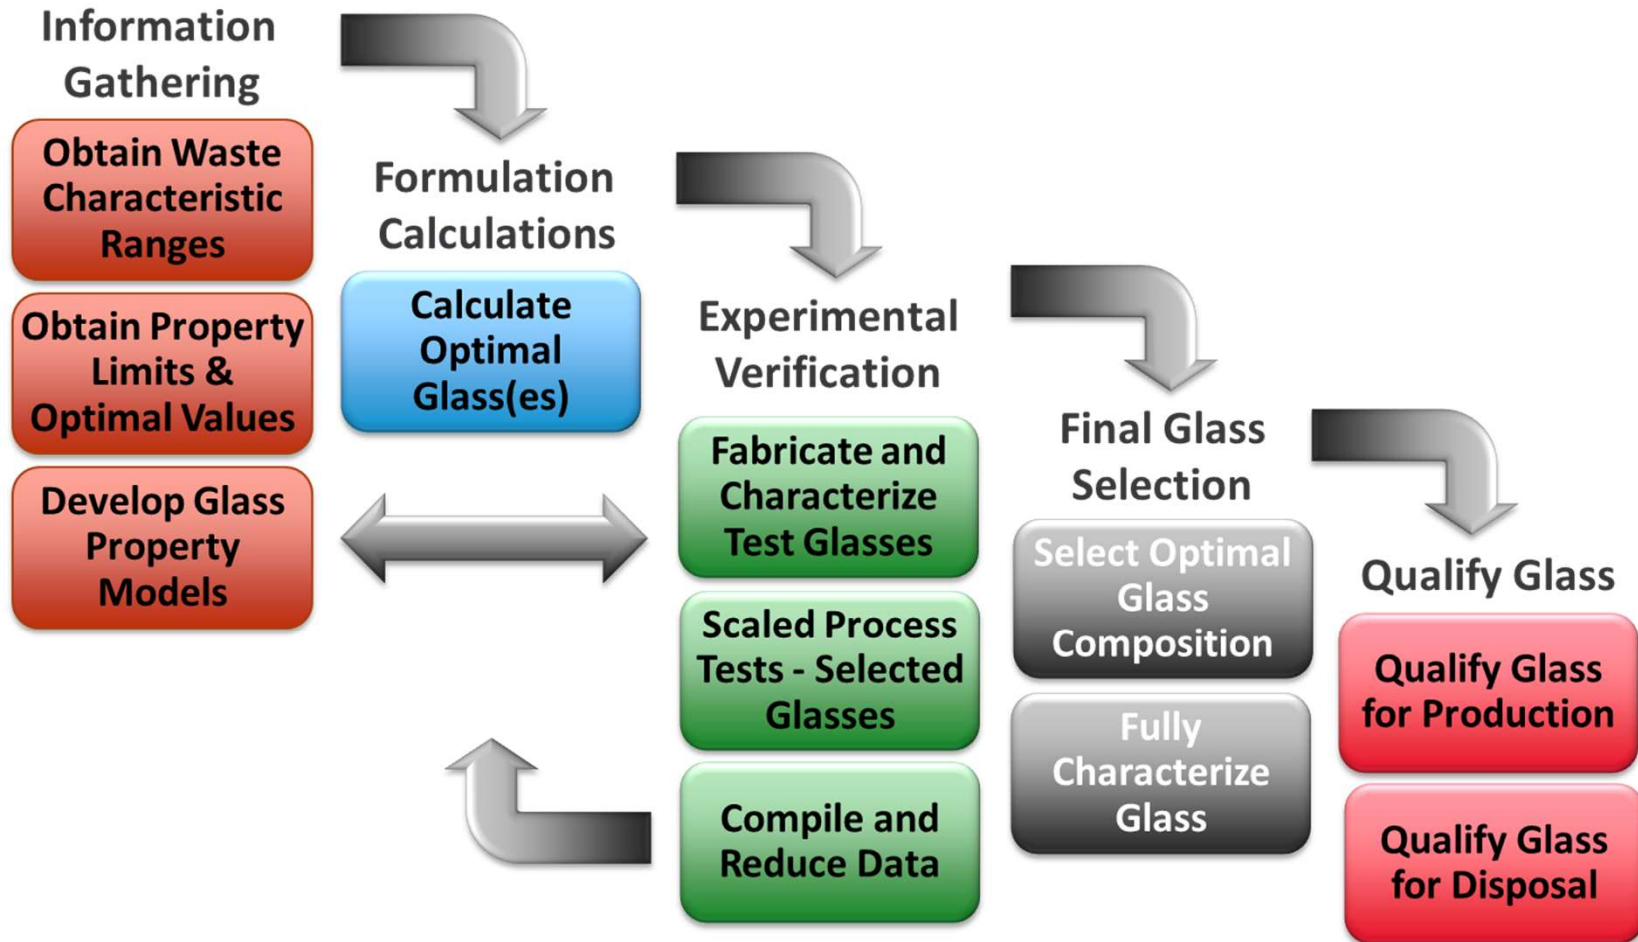 Information
Gathering
Obtain Waste
Characteristic
Ranges
Obtain Property
Limits &
Optimal Values
Develop Glass
Property
Models
Formulation
Calculations
Calculate
Optimal
Glass(es)
Experimental
Verification
Fabricate and
Characterize
Test Glasses
Scaled Process
Tests - Selected
Glasses
Compile and
Reduce Data
Final Glass
Selection
Select Optimal
Glass
Composition
Fully
Characterize
Glass
Qualify Glass
Qualify Glass
for Production
Qualify Glass
for Disposal